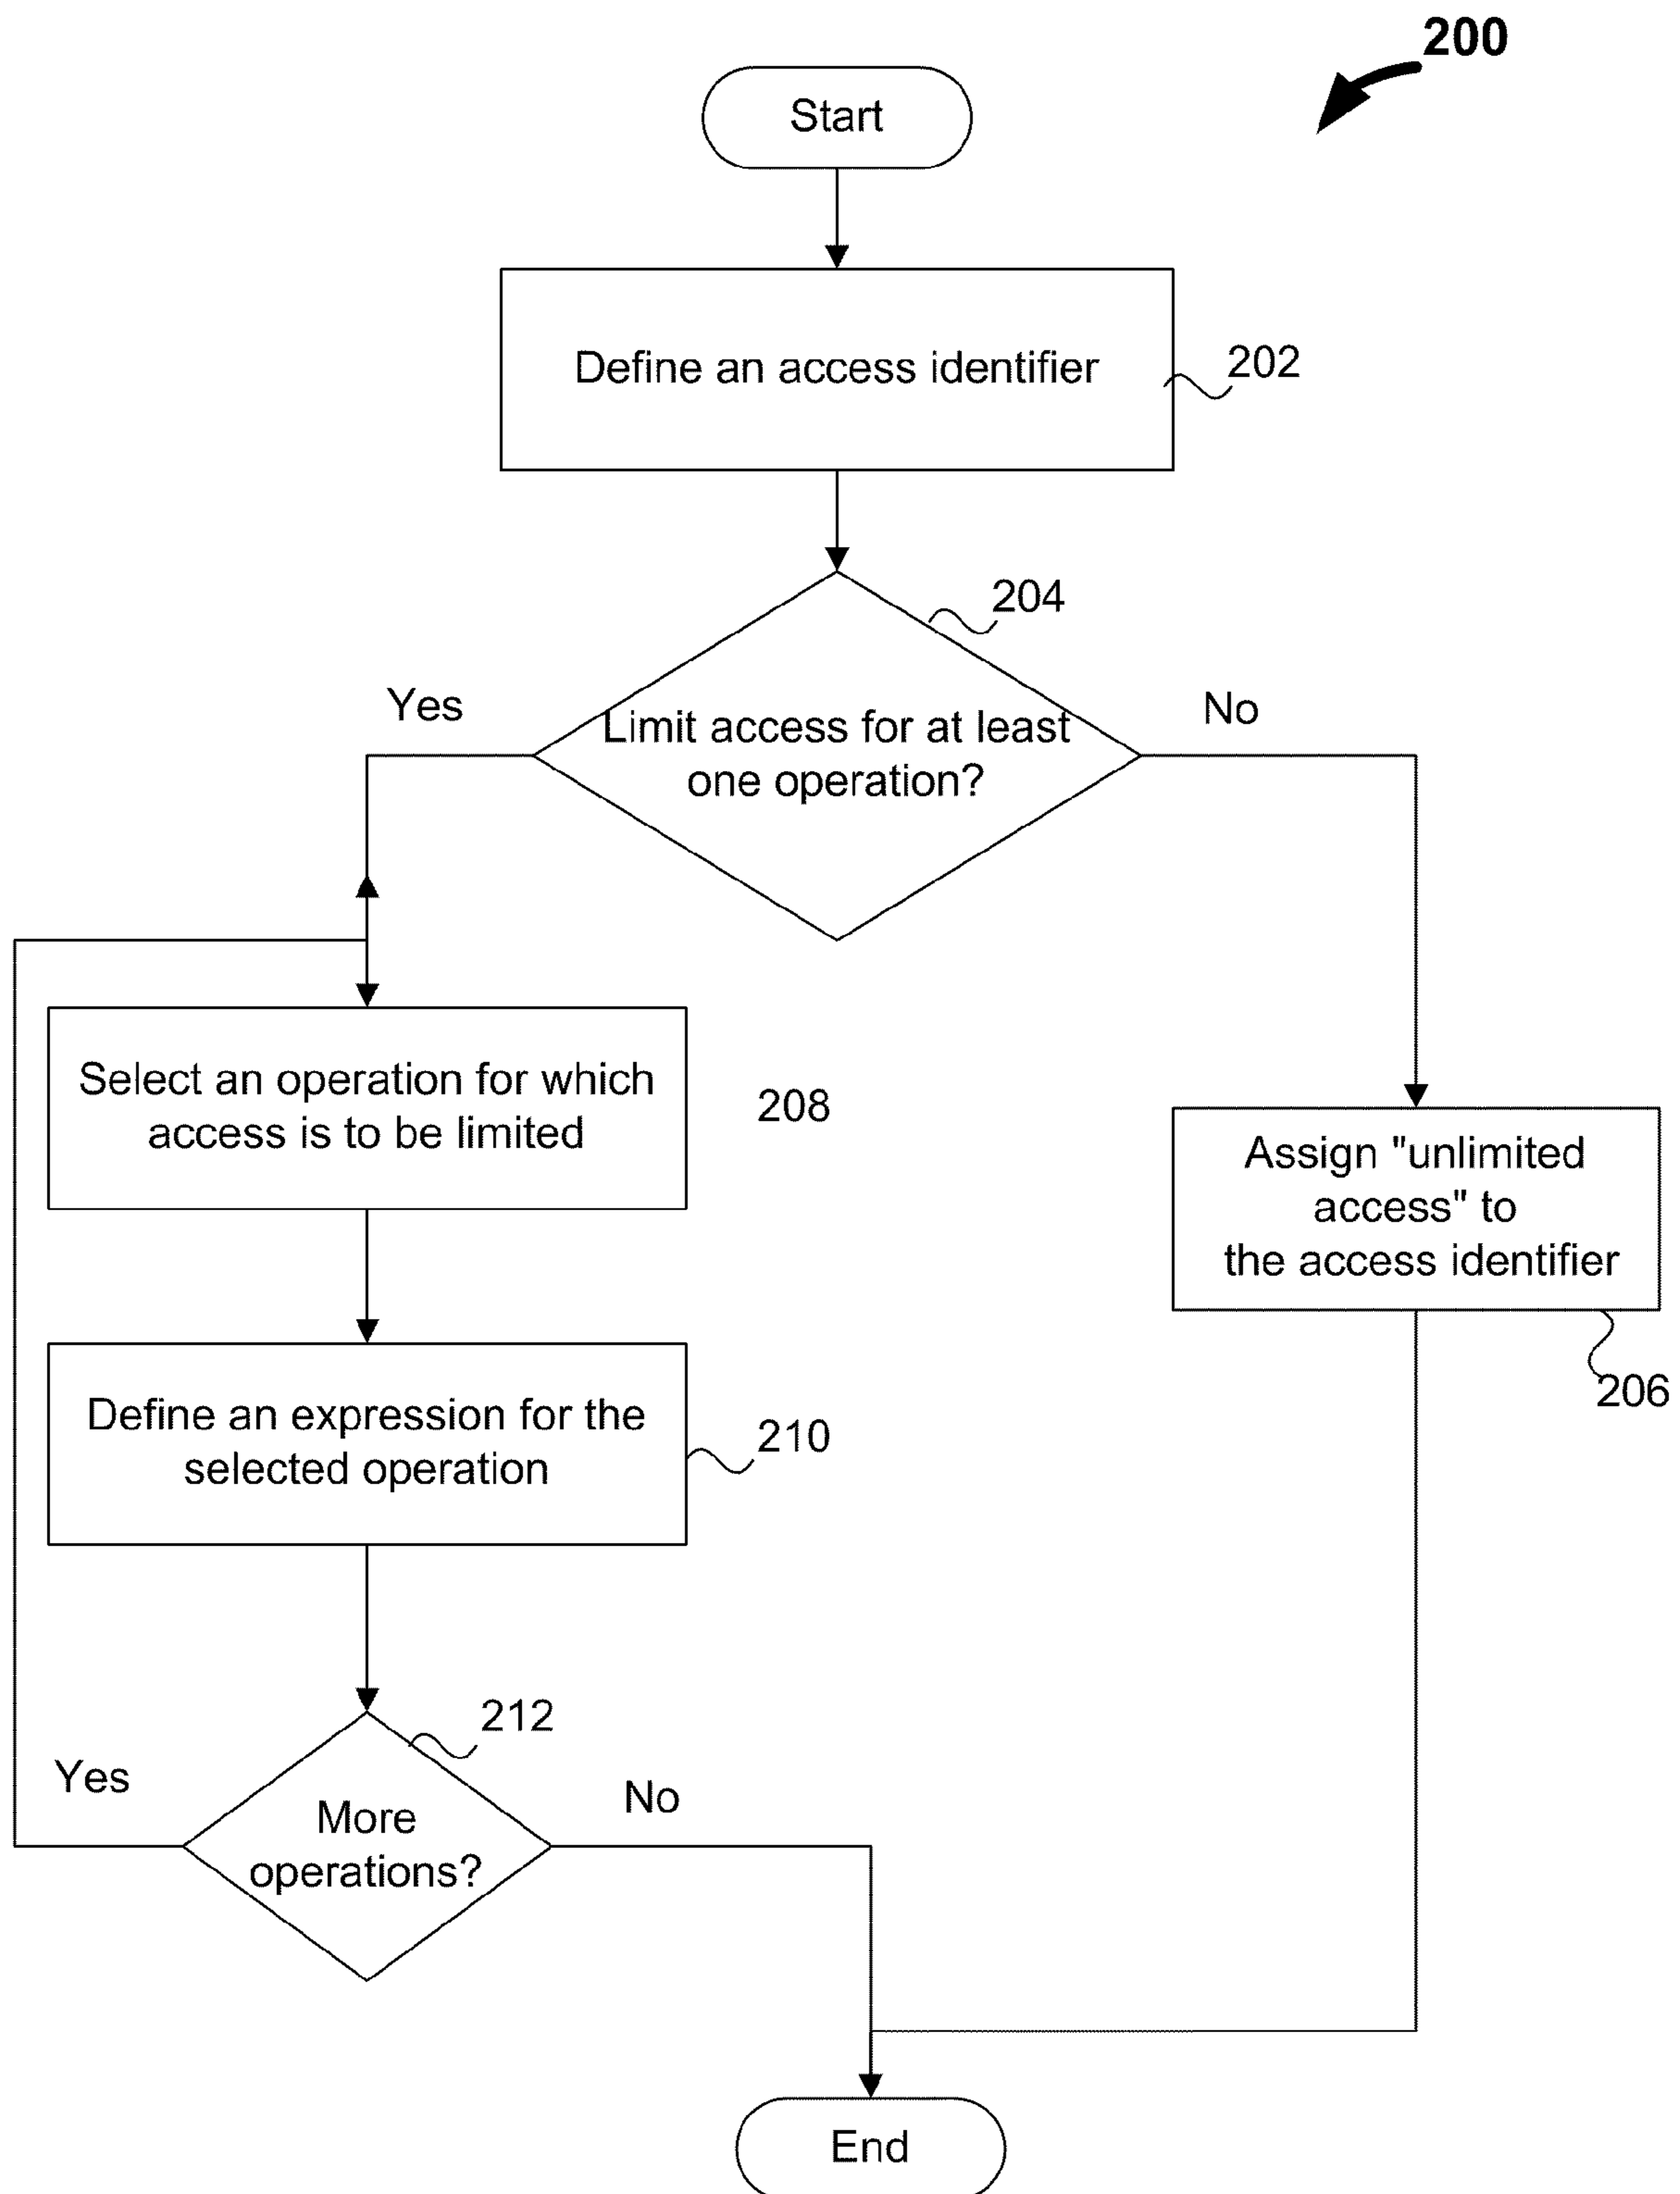 200
Start
Define an access identifier
202
204
Yes
No
Limit access for at least
one operation?
Select an operation for which
access is to be limited
208
Assign "unlimited
access" to
the access identifier
206
Define an expression for the
selected operation
210
212
Yes
No
More
operations?
End